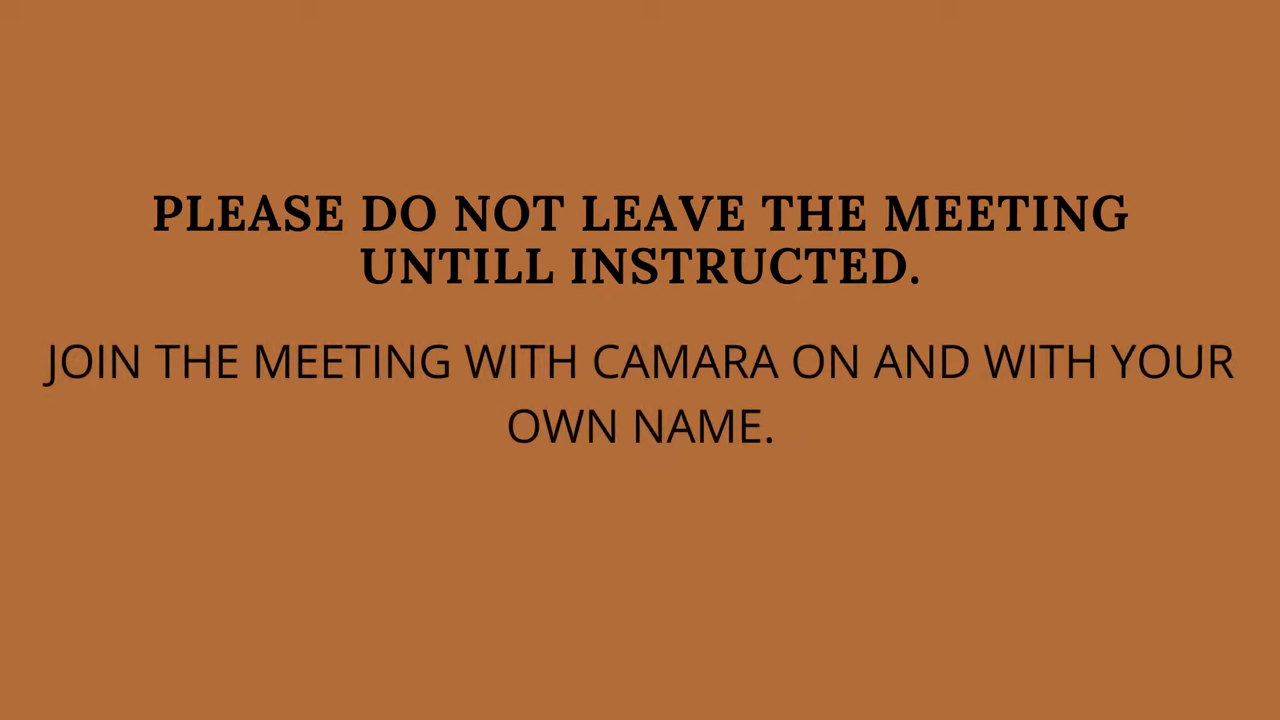 PLEASE DO NOT LEAVE THE MEETING
UNTILL INSTRUCTED.
JOIN THE MEETING WITH CAMARA ON AND WITH YOUR
OWN NAME.